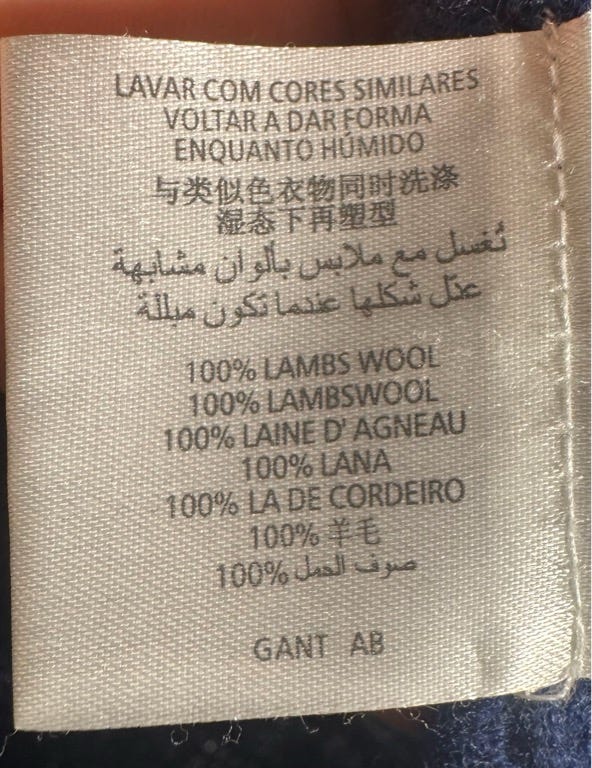 LAVAR COM CORES SIMILARES
VOLTAR A DAR FORMA
ENQUANTO HÚMIDO
与类似色衣物同时洗涤
湿态下再塑型
تُغسل مع ملابس بألوان مشابهة
عدّل شكلها عندما تكون مبللة
100% LAMBS WOOL
100% LAMBSWOOL
100% LAINE D' AGNEAU
100% LANA
100% LA DE CORDEIRO
100% 羊毛
100% صوف الحمل
GANT AB